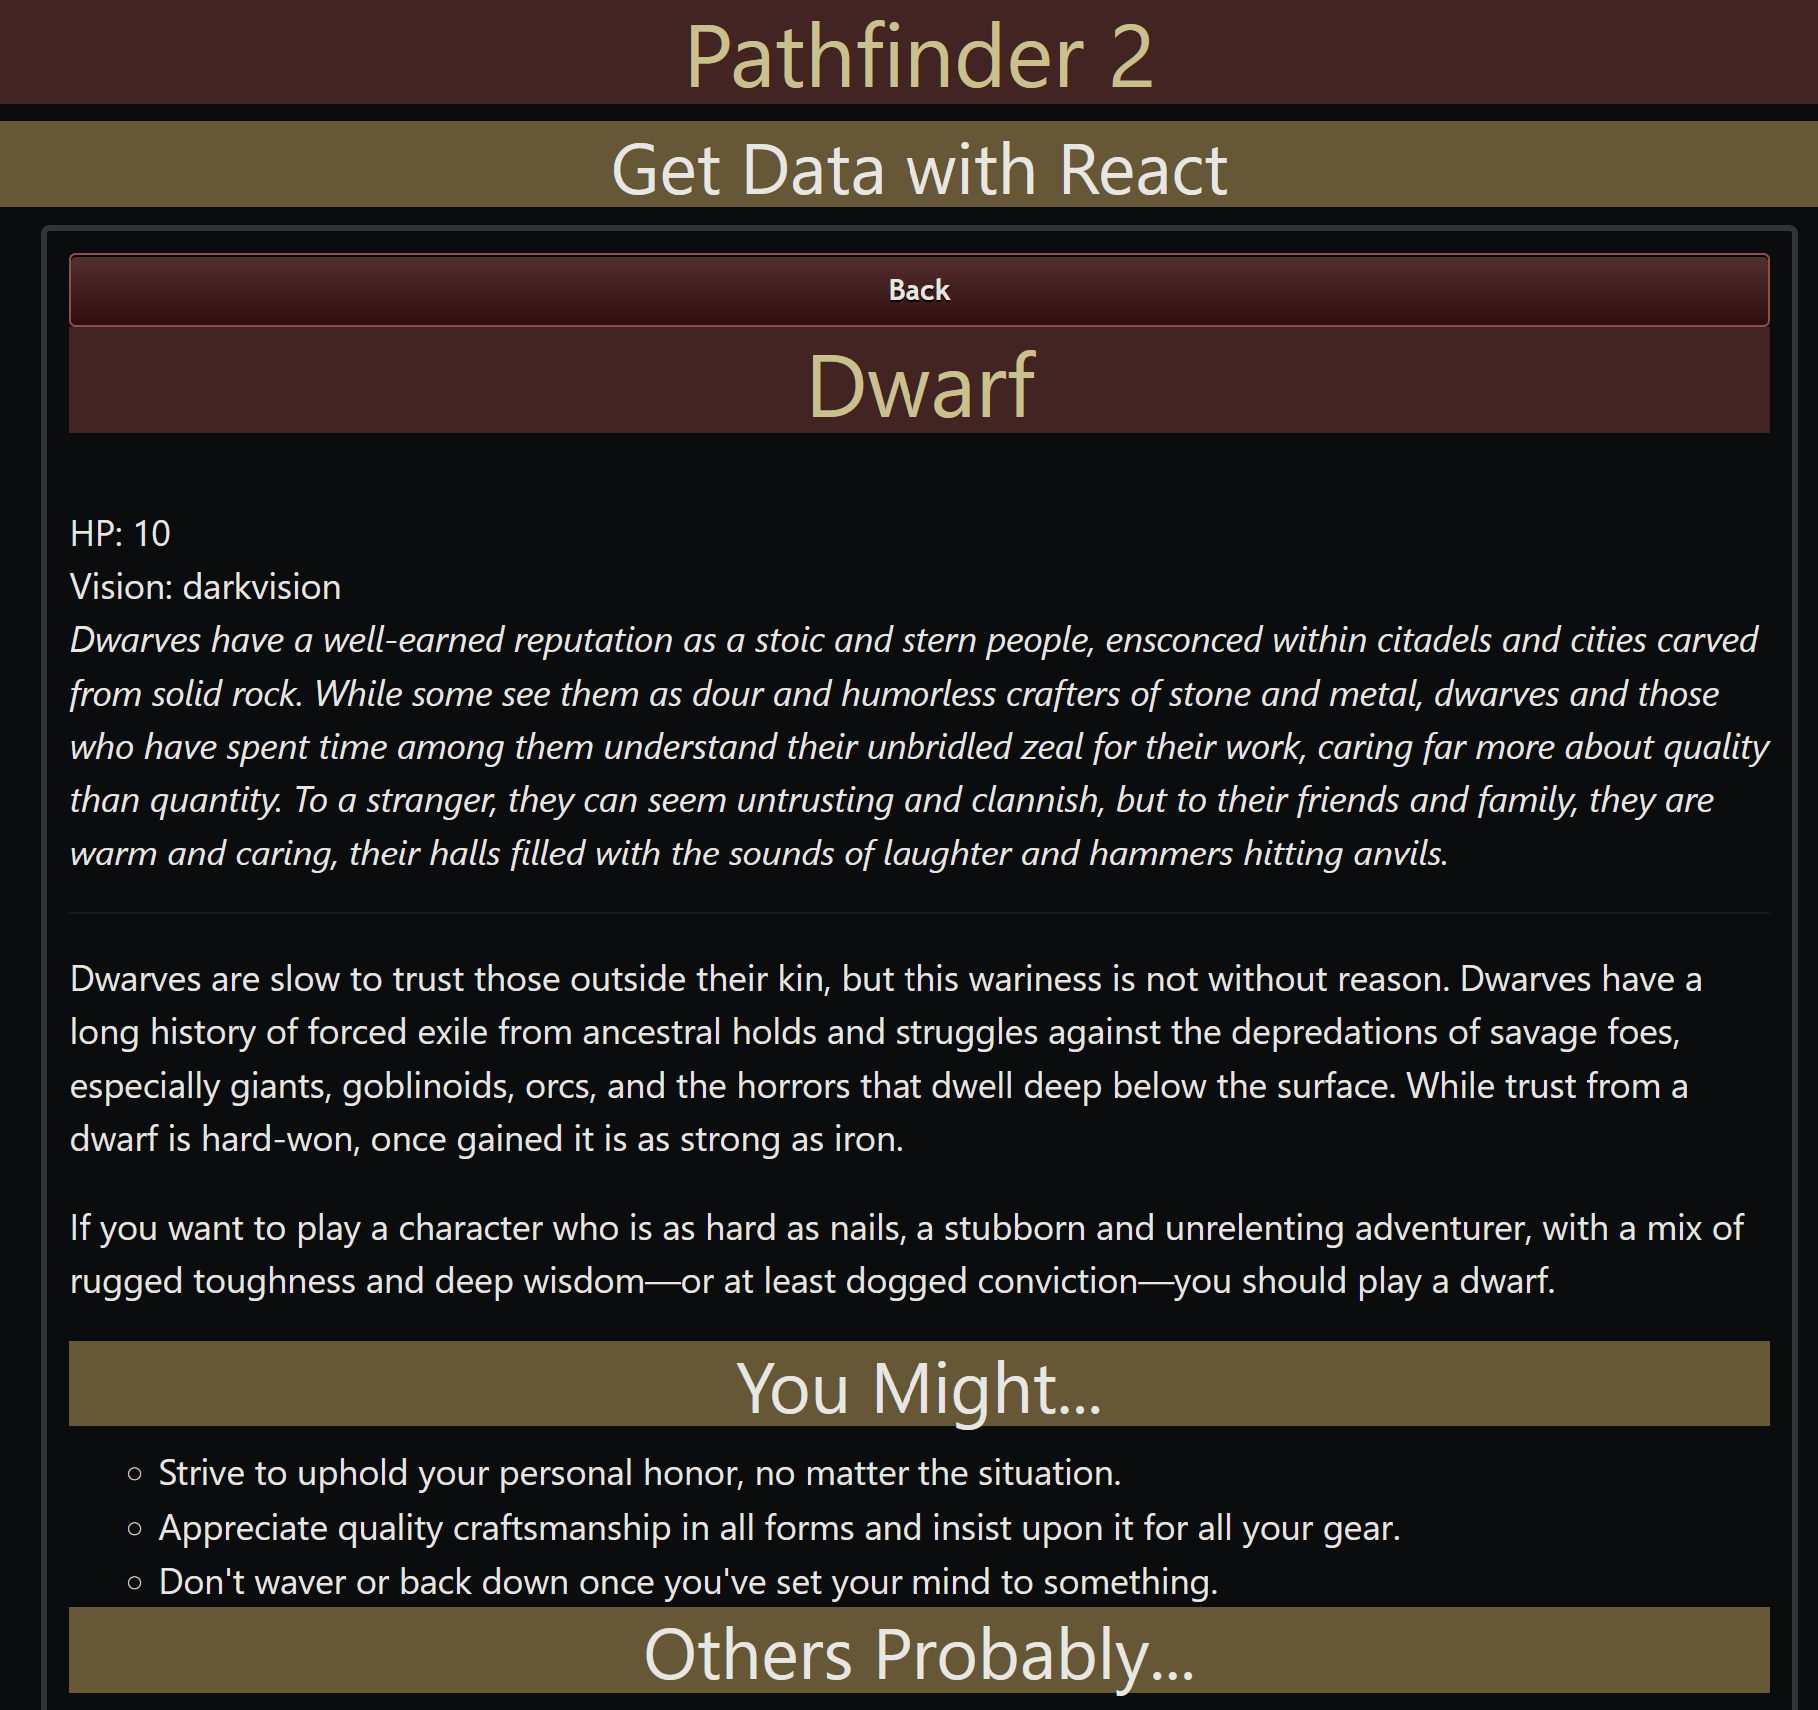 Pathfinder 2
Get Data with React
Back
Dwarf
HP: 10
Vision: darkvision
Dwarves have a well-earned reputation as a stoic and stern people, ensconced within citadels and cities carved
from solid rock. While some see them as dour and humorless crafters of stone and metal, dwarves and those
who have spent time among them understand their unbridled zeal for their work, caring far more about quality
than quantity. To a stranger, they can seem untrusting and clannish, but to their friends and family, they are
warm and caring, their halls filled with the sounds of laughter and hammers hitting anvils.
Dwarves are slow to trust those outside their kin, but this wariness is not without reason. Dwarves have a
long history of forced exile from ancestral holds and struggles against the depredations of savage foes,
especially giants, goblinoids, orcs, and the horrors that dwell deep below the surface. While trust from a
dwarf is hard-won, once gained it is as strong as iron.
If you want to play a character who is as hard as nails, a stubborn and unrelenting adventurer, with a mix of
rugged toughness and deep wisdom—or at least dogged conviction—you should play a dwarf.
You Might...
Strive to uphold your personal honor, no matter the situation.
Appreciate quality craftsmanship in all forms and insist upon it for all your gear.
Don't waver or back down once you've set your mind to something.
Others Probably...